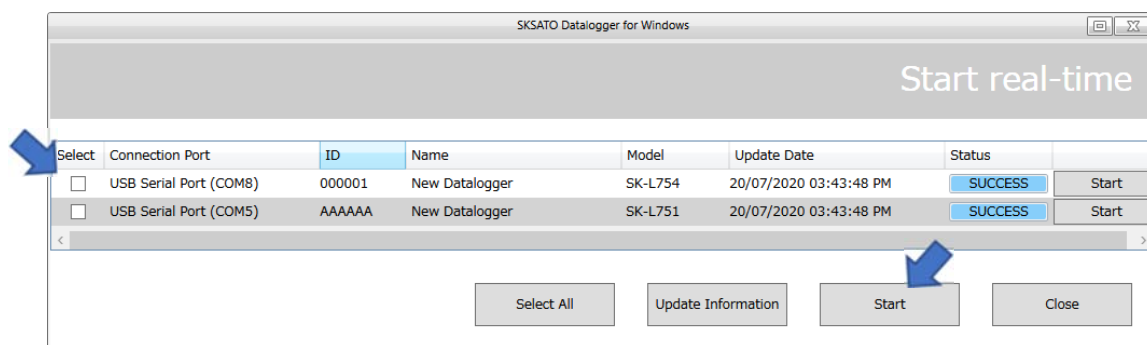 SKSATO Datalogger for Windows
Start real-time
Select Connection Port ID Name Model Update Date Status
USB Serial Port (COM8) 000001 New Datalogger SK-L754 20/07/2020 03:43:48 PM SUCCESS Start
USB Serial Port (COM5) AAAAAA New Datalogger SK-L751 20/07/2020 03:43:48 PM SUCCESS Start
Select All Update Information Start Close